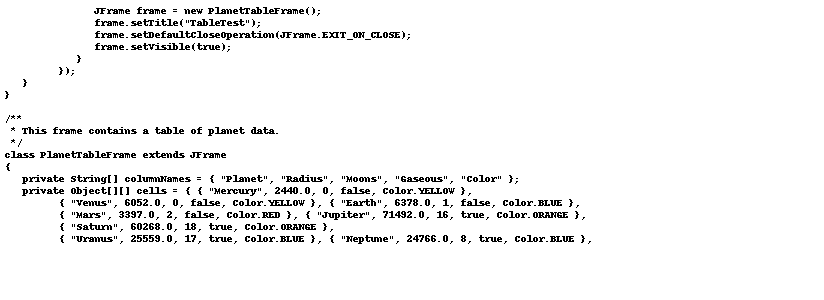 JFrame frame = new PlanetTableFrame();
frame.setTitle("TableTest");
frame.setDefaultCloseOperation(JFrame.EXIT_ON_CLOSE);
frame.setVisible(true);
}
});
}
}
/**
* This frame contains a table of planet data.
*/
class PlanetTableFrame extends JFrame
{
private String[] columnNames = { "Planet", "Radius", "Moons", "Gaseous", "Color" };
private Object[][] cells = { { "Mercury", 2440.0, 0, false, Color.YELLOW },
{ "Venus", 6052.0, 0, false, Color.YELLOW }, { "Earth", 6378.0, 1, false, Color.BLUE },
{ "Mars", 3397.0, 2, false, Color.RED }, { "Jupiter", 71492.0, 16, true, Color.ORANGE },
{ "Saturn", 60268.0, 18, true, Color.ORANGE },
{ "Uranus", 25559.0, 17, true, Color.BLUE }, { "Neptune", 24766.0, 8, true, Color.BLUE },